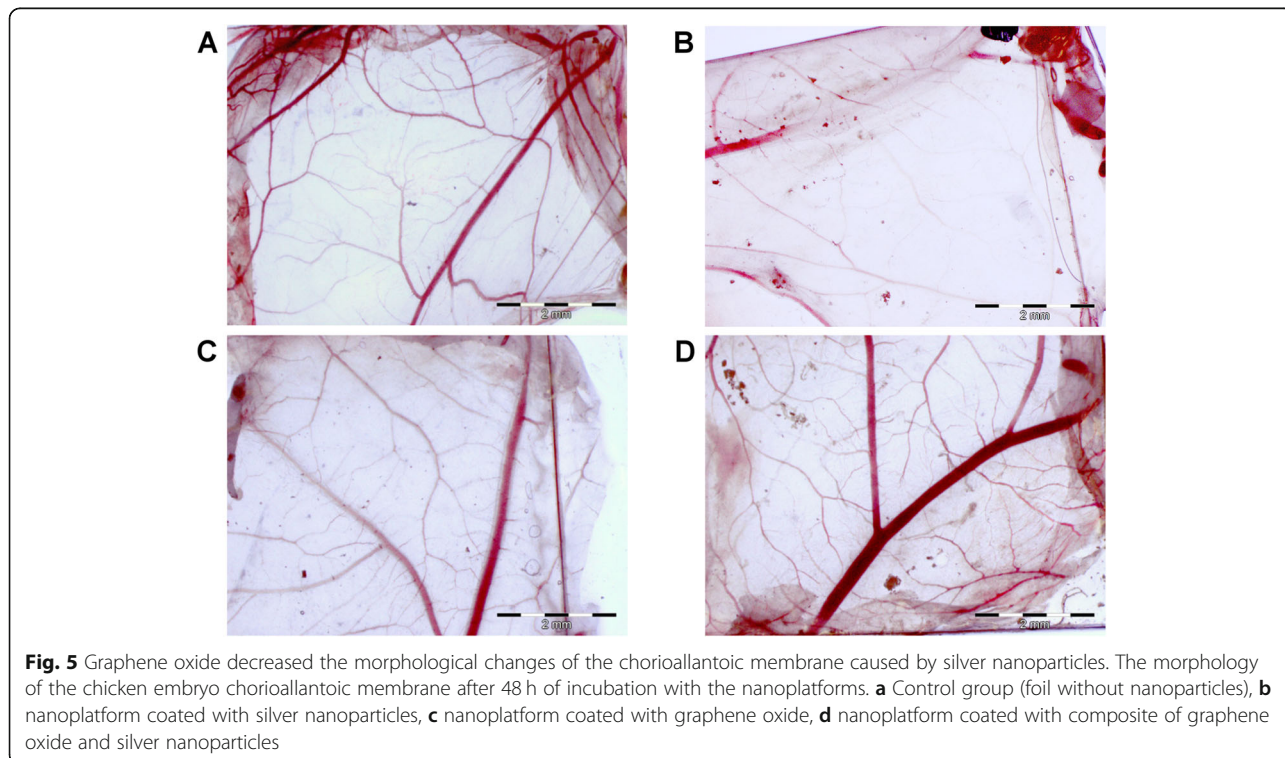 A
B
2 mm
2 mm
C
D
2 mm
2 mm
Fig. 5 Graphene oxide decreased the morphological changes of the chorioallantoic membrane caused by silver nanoparticles. The morphology
of the chicken embryo chorioallantoic membrane after 48 h of incubation with the nanoplatforms. a Control group (foil without nanoparticles), b
nanoplatform coated with silver nanoparticles, c nanoplatform coated with graphene oxide, d nanoplatform coated with composite of graphene
oxide and silver nanoparticles